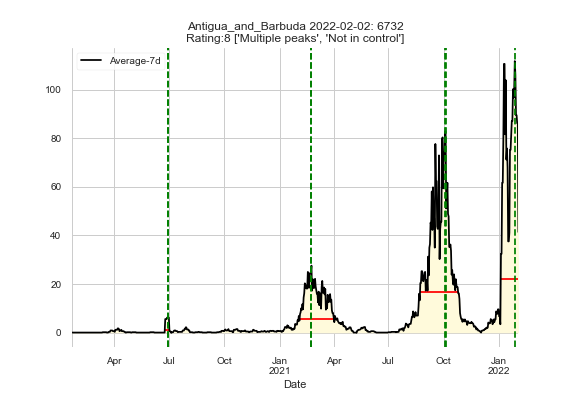 Antigua_and_Barbuda 2022-02-02: 6732
Rating:8 ['Multiple peaks', 'Not in control']
Average-7d
100
80
60
40
20
0
Apr Jul Oct Jan Apr Jul Oct Jan
2021 2022
Date